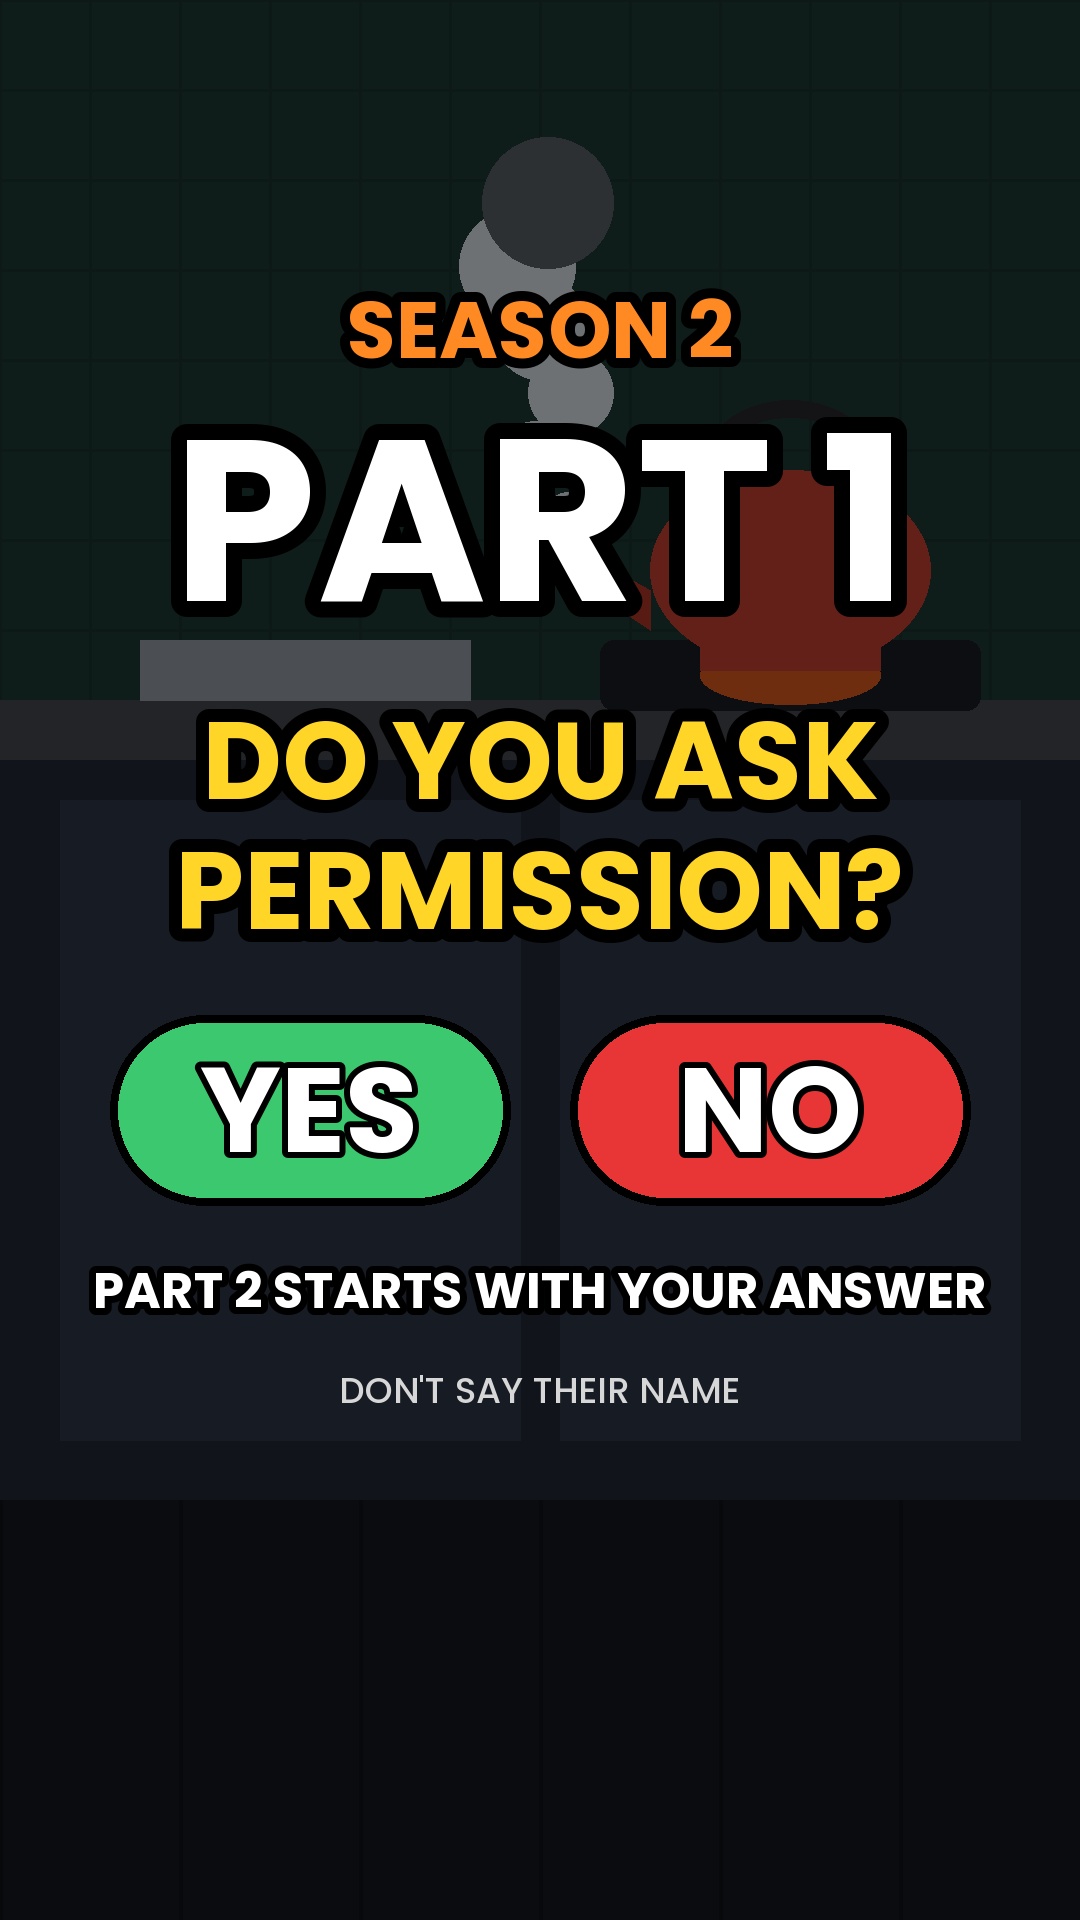 SEASON 2
PART 1
DO YOU ASK
PERMISSION?
YES NO
PART 2 STARTS WITH YOUR ANSWER
DON'T SAY THEIR NAME